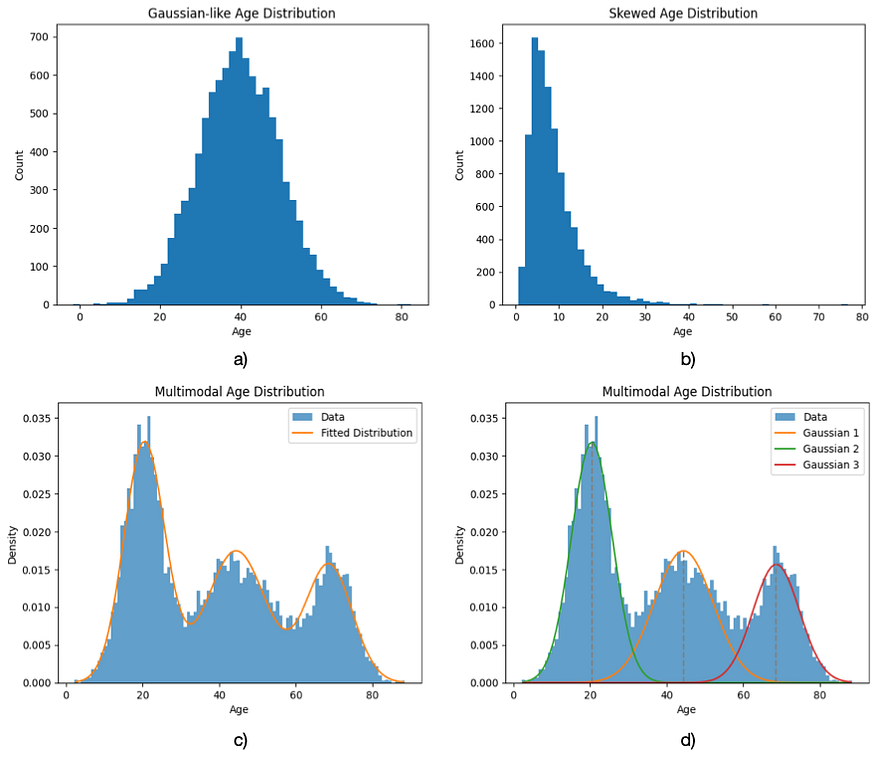 Gaussian-like Age Distribution
700
600
500
400
300
200
100
0
Count
0 20 40 60 80
Age
a)
Skewed Age Distribution
1600
1400
1200
1000
800
600
400
200
0
Count
0 10 20 30 40 50 60 70 80
Age
b)
Multimodal Age Distribution
Data
Fitted Distribution
0.035
0.030
0.025
0.020
0.015
0.010
0.005
0.000
Density
0 20 40 60 80
Age
c)
Multimodal Age Distribution
Data
Gaussian 1
Gaussian 2
Gaussian 3
0.035
0.030
0.025
0.020
0.015
0.010
0.005
0.000
Density
0 20 40 60 80
Age
d)